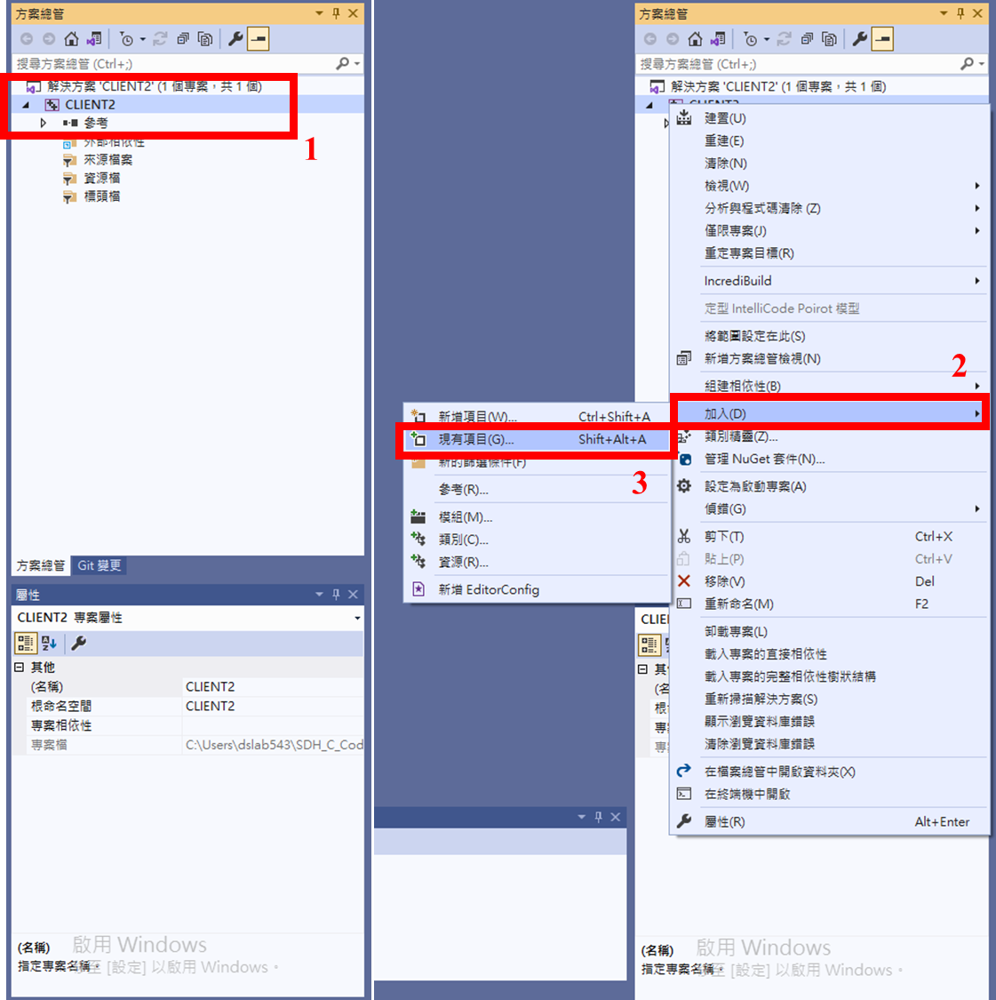 方案總管
搜尋方案總管 (Ctrl+;)
解決方案 'CLIENT2' (1 個專案，共 1 個)
CLIENT2
參考
1
外部相依性
來源檔案
資源檔
標頭檔
方案總管 Git 變更
屬性
CLIENT2 專案屬性
其他
(名稱) CLIENT2
根命名空間 CLIENT2
專案相依性
專案檔 C:\Users\dslab543\SDH_C_Cod
(名稱)
指定專案名稱。
啟用 Windows
移至 [設定] 以啟用 Windows。
方案總管
搜尋方案總管 (Ctrl+;)
解決方案 'CLIENT2' (1 個專案，共 1 個)
CLIENT2
建置(U)
重建(E)
清除(N)
檢視(W)
分析與程式碼清除 (Z)
僅限專案(J)
重定專案目標(R)
IncrediBuild
定型 IntelliCode Poirot 模型
將範圍設定在此(S)
新增方案總管檢視(N)
2
組建相依性(B)
加入(D)
類別精靈(Z)...
管理 NuGet 套件(N)...
設定為啟動專案(A)
偵錯(G)
剪下(T) Ctrl+X
貼上(P) Ctrl+V
移除(V) Del
重新命名(M) F2
卸載專案(L)
載入專案的直接相依性
載入專案的完整相依性樹狀結構
重新掃描解決方案(S)
顯示瀏覽資料庫錯誤
清除瀏覽資料庫錯誤
在檔案總管中開啟資料夾(X)
在終端機中開啟
屬性(R) Alt+Enter
新增項目(W)... Ctrl+Shift+A
現有項目(G)... Shift+Alt+A
新的篩選條件(F)
3
參考(R)...
模組(M)...
類別(C)...
資源(R)...
新增 EditorConfig
CLIE
(名稱)
指定專案名稱。
啟用 Windows
移至 [設定] 以啟用 Windows。